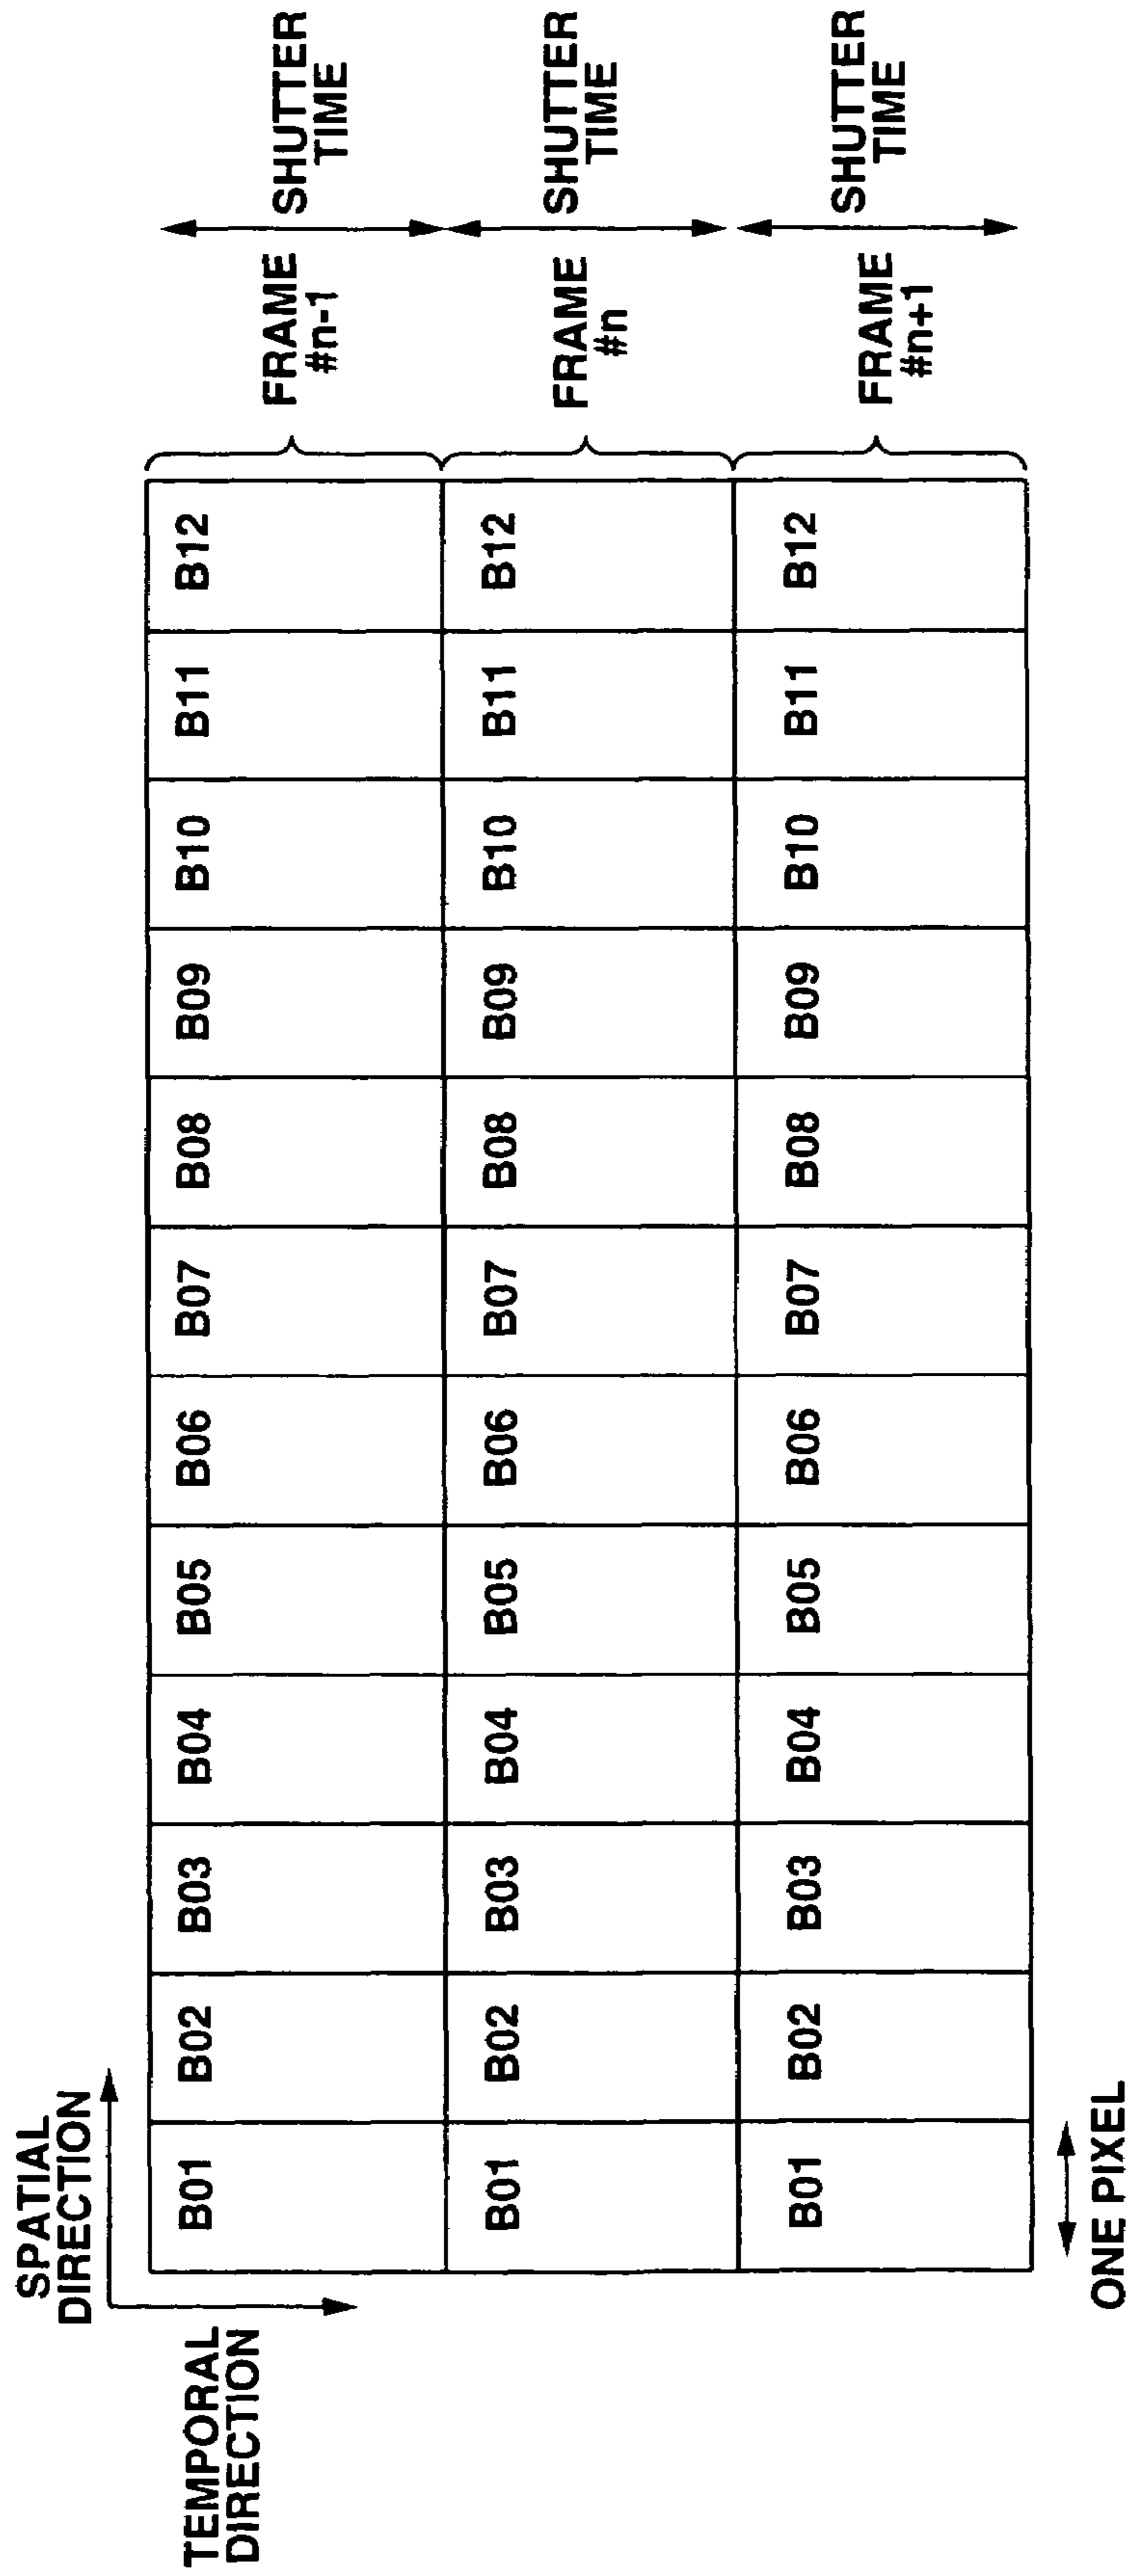 SPATIAL
DIRECTION
TEMPORAL
DIRECTION
B01 B02 B03 B04 B05 B06 B07 B08 B09 B10 B11 B12
FRAME
#n-1
SHUTTER
TIME
B01 B02 B03 B04 B05 B06 B07 B08 B09 B10 B11 B12
FRAME
#n
SHUTTER
TIME
B01 B02 B03 B04 B05 B06 B07 B08 B09 B10 B11 B12
FRAME
#n+1
SHUTTER
TIME
ONE PIXEL